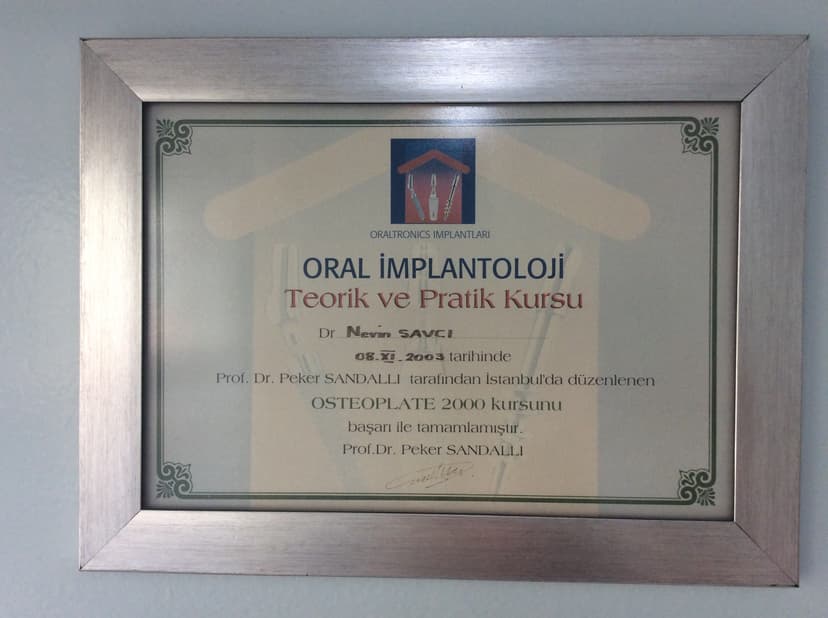 ORALTRONICS IMPLANTLARI
ORAL İMPLANTOLOJİ
Teorik ve Pratik Kursu
Dr Nevin SAVCI
08.XI.2003 tarihinde
Prof. Dr. Peker SANDALLI tarafından İstanbul'da düzenlenen
OSTEOPLATE 2000 kursunu
başarı ile tamamlamıştır.
Prof.Dr. Peker SANDALLI